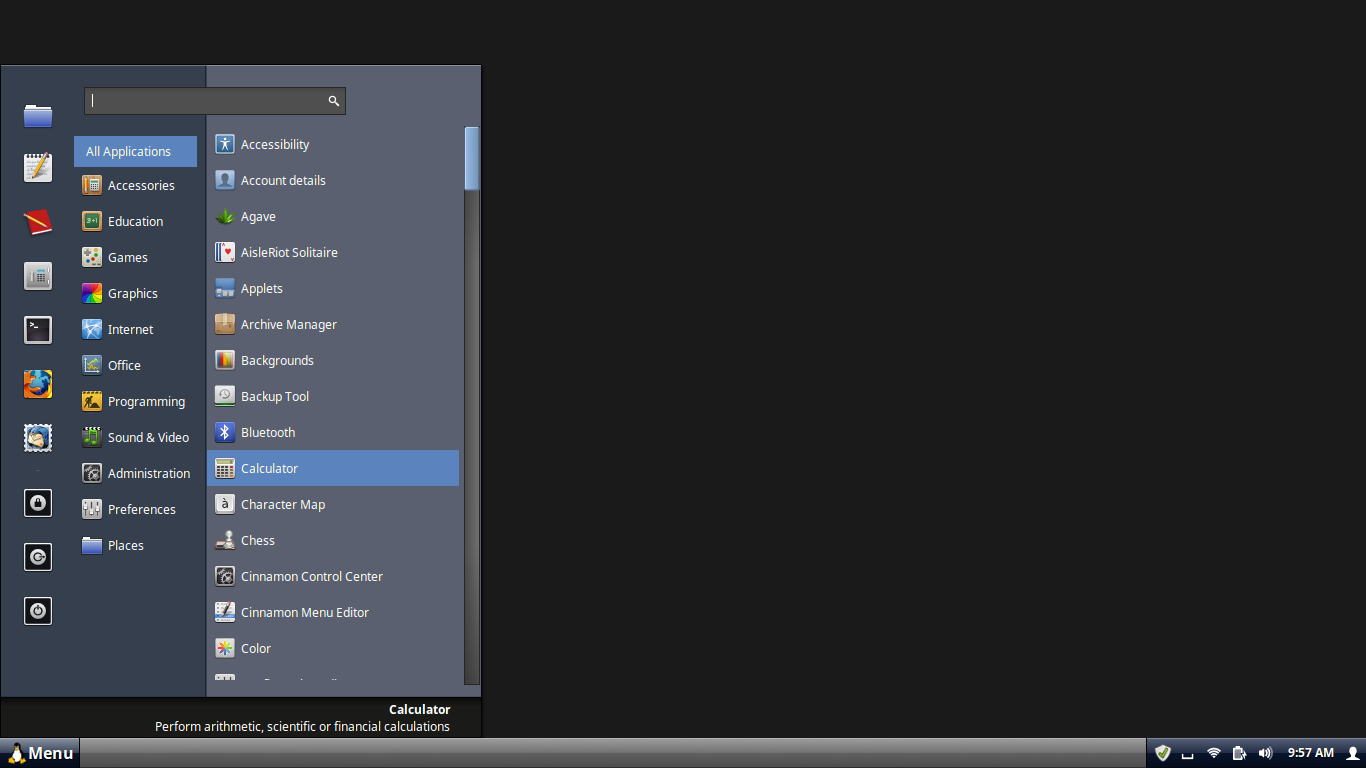 All Applications
Accessories
Education
Games
Graphics
Internet
Office
Programming
Sound & Video
Administration
Preferences
Places
Accessibility
Account details
Agave
AisleRiot Solitaire
Applets
Archive Manager
Backgrounds
Backup Tool
Bluetooth
Calculator
Character Map
Chess
Cinnamon Control Center
Cinnamon Menu Editor
Color
Calculator
Perform arithmetic, scientific or financial calculations
Menu
9:57 AM